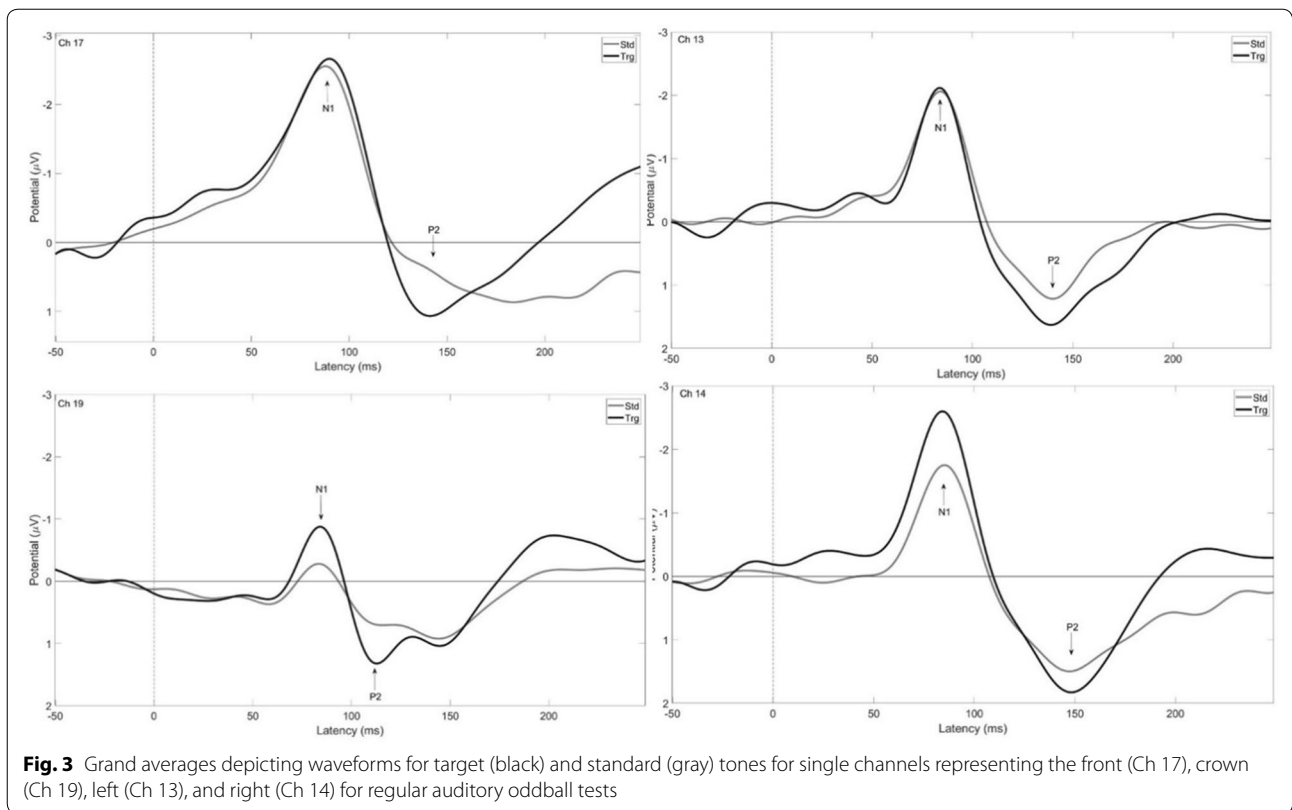 Ch 17
Std
Trg
-3
-2
-1
0
1
Potential (µV)
N1
P2
-50 0 50 100 150 200
Latency (ms)
Ch 13
Std
Trg
-3
-2
-1
0
1
2
Potential (µV)
N1
P2
-50 0 50 100 150 200
Latency (ms)
Ch 19
Std
Trg
-3
-2
-1
0
1
2
Potential (µV)
N1
P2
-50 0 50 100 150 200
Latency (ms)
Ch 14
Std
Trg
-3
-2
-1
0
1
2
Potential (µV)
N1
P2
-50 0 50 100 150 200
Latency (ms)
Fig. 3 Grand averages depicting waveforms for target (black) and standard (gray) tones for single channels representing the front (Ch 17), crown
(Ch 19), left (Ch 13), and right (Ch 14) for regular auditory oddball tests